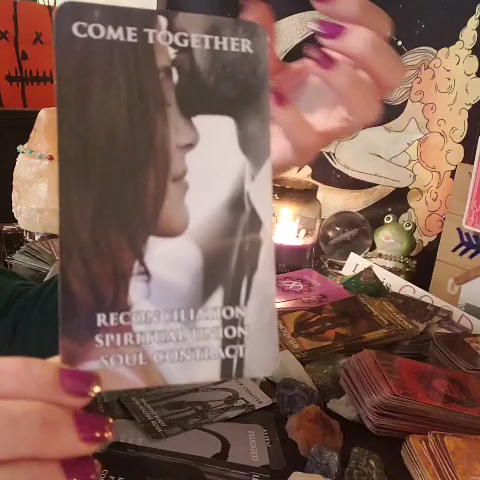 COME TOGETHER
RECONCILIATION
SPIRITUAL UNION
SOUL CONTRACT